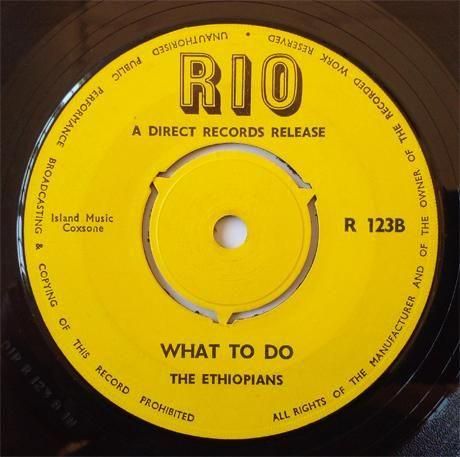 RIO
A DIRECT RECORDS RELEASE
Island Music
Coxsone
R 123B
WHAT TO DO
THE ETHIOPIANS
ALL RIGHTS OF THE MANUFACTURER AND OF THE OWNER OF THE RECORDED WORK RESERVED
UNAUTHORISED PUBLIC PERFORMANCE BROADCASTING & COPYING OF THIS RECORD PROHIBITED